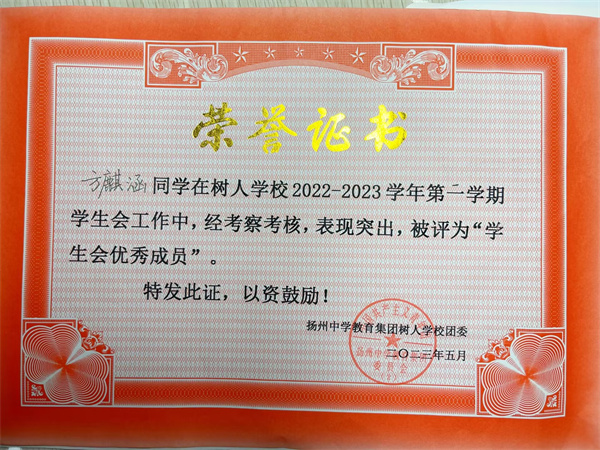 荣誉证书
方麒涵同学在树人学校2022-2023学年第二学期
学生会工作中，经考察考核，表现突出，被评为“学
生会优秀成员”。
特发此证，以资鼓励！
扬州中学教育集团树人学校团委
二〇二三年五月